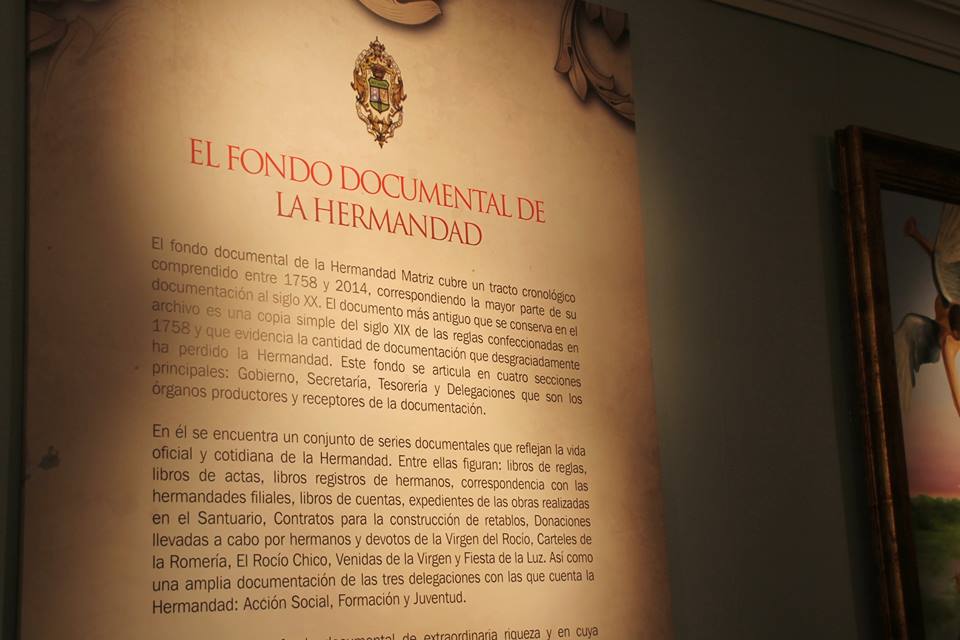 EL FONDO DOCUMENTAL DE
LA HERMANDAD
El fondo documental de la Hermandad Matriz cubre un tracto cronológico
comprendido entre 1758 y 2014, correspondiendo la mayor parte de su
documentación al siglo XX. El documento más antiguo que se conserva en el
archivo es una copia simple del siglo XIX de las reglas confeccionadas en
1758 y que evidencia la cantidad de documentación que desgraciadamente
ha perdido la Hermandad. Este fondo se articula en cuatro secciones
principales: Gobierno, Secretaría, Tesorería y Delegaciones que son los
órganos productores y receptores de la documentación.
En él se encuentra un conjunto de series documentales que reflejan la vida
oficial y cotidiana de la Hermandad. Entre ellas figuran: libros de reglas,
libros de actas, libros registros de hermanos, correspondencia con las
hermandades filiales, libros de cuentas, expedientes de las obras realizadas
en el Santuario, Contratos para la construcción de retablos, Donaciones
llevadas a cabo por hermanos y devotos de la Virgen del Rocío, Carteles de
la Romería, El Rocío Chico, Venidas de la Virgen y Fiesta de la Luz. Así como
una amplia documentación de las tres delegaciones con las que cuenta la
Hermandad: Acción Social, Formación y Juventud.
documental de extraordinaria riqueza y en cuya